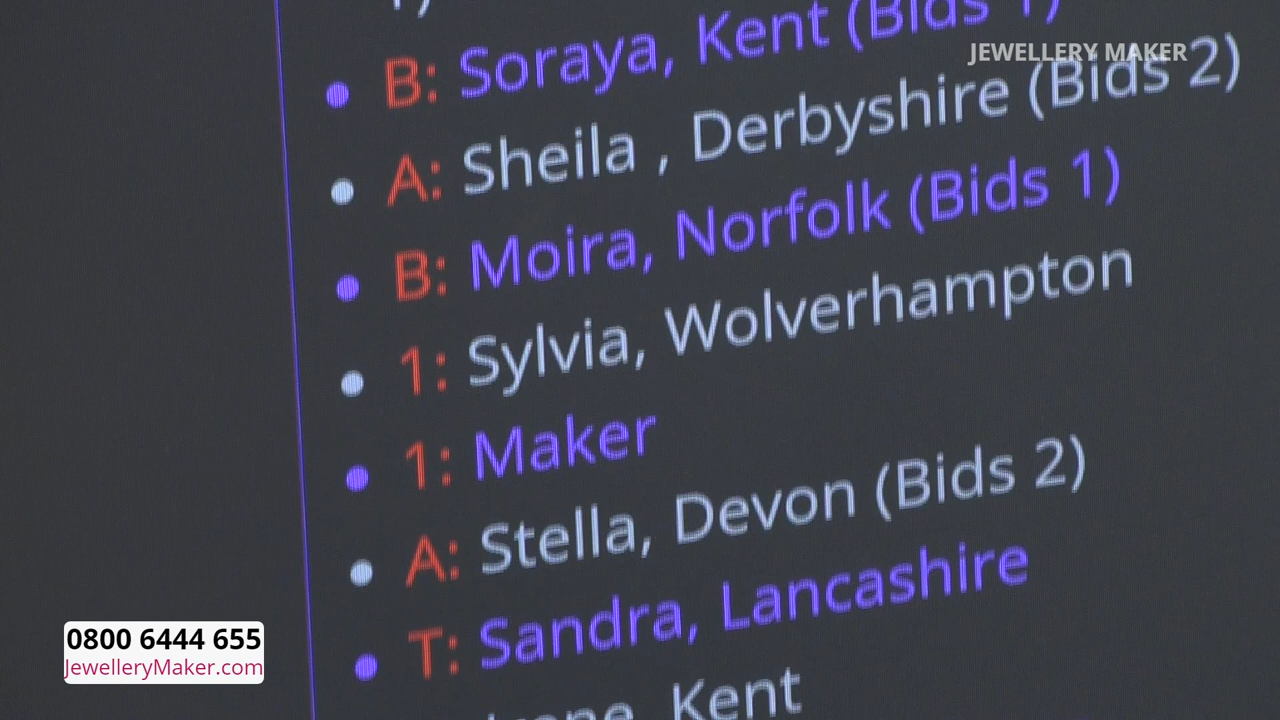 1)
B: Soraya, Kent (Bids 1)
JEWELLERY MAKER
A: Sheila , Derbyshire (Bids 2)
B: Moira, Norfolk (Bids 1)
1: Sylvia, Wolverhampton
1: Maker
A: Stella, Devon (Bids 2)
T: Sandra, Lancashire
Kent
0800 6444 655
JewelleryMaker.com